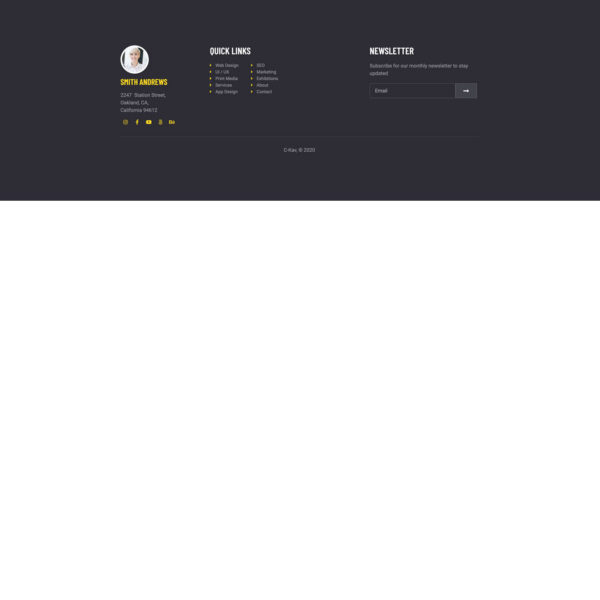 SMITH ANDREWS
2247 Station Street,
Oakland, CA,
California 94612
QUICK LINKS
Web Design
UI / UX
Print Media
Services
App Design
SEO
Marketing
Exhibitions
About
Contact
NEWSLETTER
Subscribe for our monthly newsletter to stay
updated
Email
C-Kav, © 2020